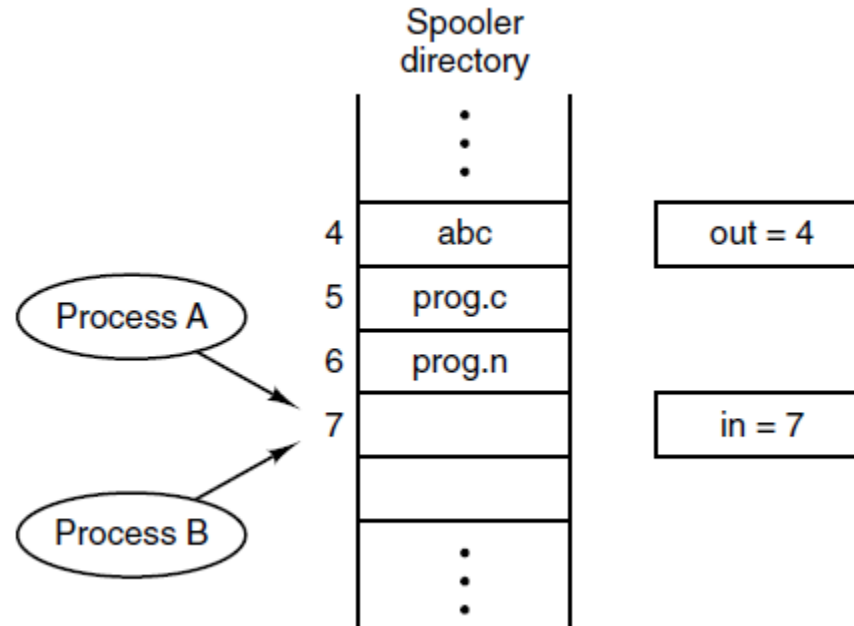 Spooler
directory
4
abc
out = 4
Process A
5
prog.c
6
prog.n
7
in = 7
Process B